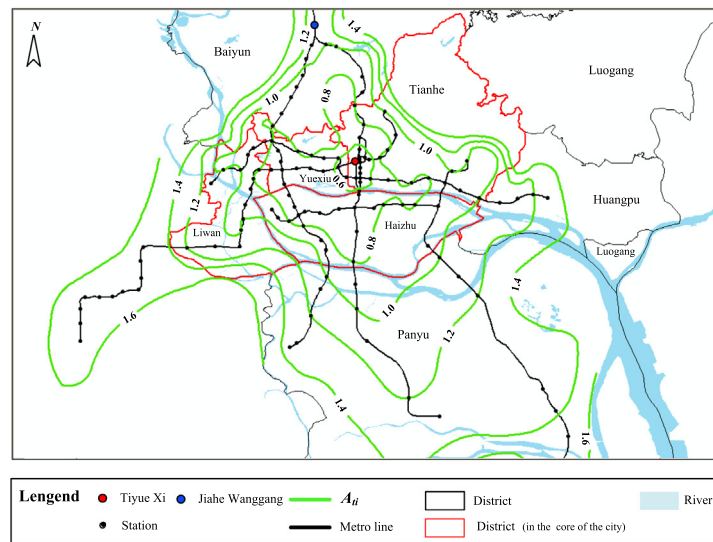 1.4
N
1.2
Baiyun
Tianhe
Luogang
0.8
1.0
1.0
0.6
Yuexiu
1.4
1.2
Huangpu
Haizhu
Liwan
Luogang
0.8
1.4
1.0
1.6
1.2
Panyu
1.4
1.6
Lengend
Tiyue Xi
Jiahe Wanggang
Ati
District
River
Station
Metro line
District (in the core of the city)